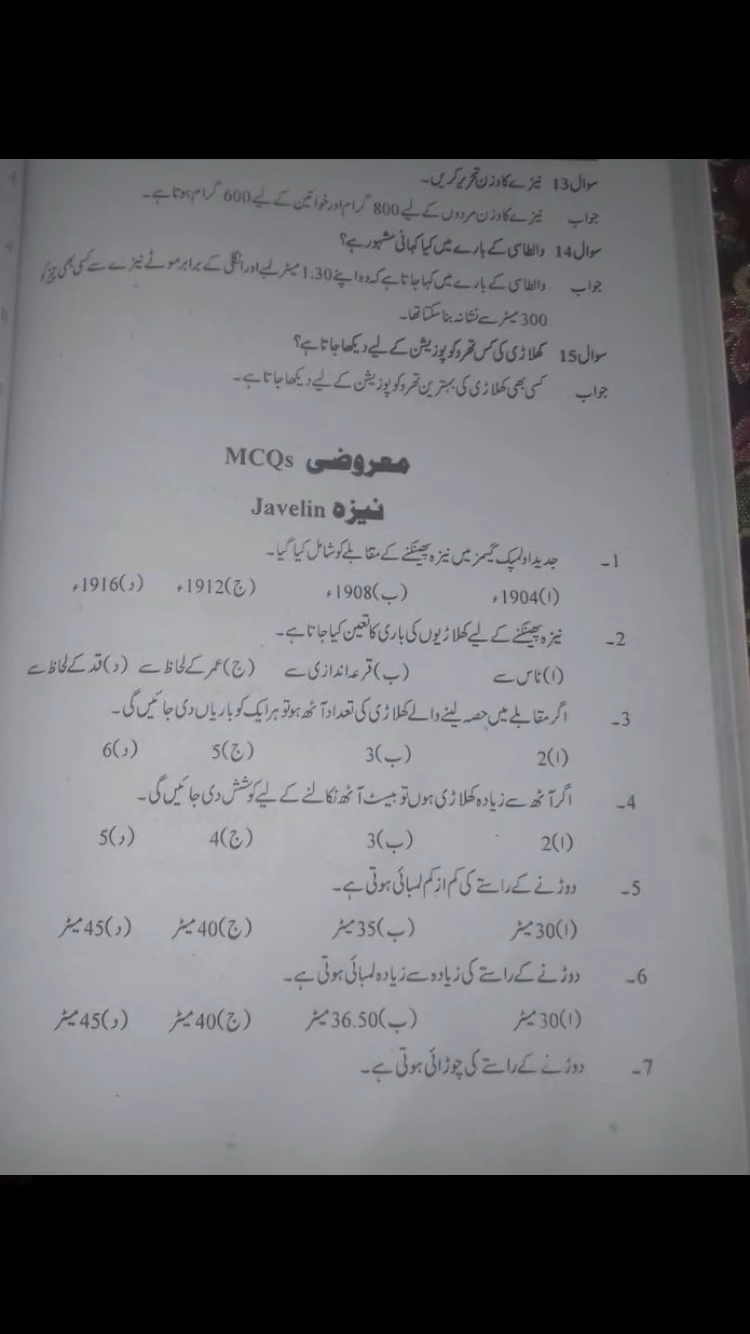 سوال 13 نیزے کا وزن تحریر کریں۔
جواب نیزے کا وزن مردوں کے لیے 800 گرام اور خواتین کے لیے 600 گرام ہوتا ہے۔
سوال 14 والطاسی کے بارے میں کیا کہانی مشہور ہے؟
جواب والطاسی کے بارے میں کہا جاتا ہے کہ وہ اپنے 1.30 میٹر لمبے اور انگلی کے برابر موٹے نیزے سے کسی بھی چیز کو
300 میٹر سے نشانہ بنا سکتا تھا۔
سوال 15 کھلاڑی کی کس تھرو کو پوزیشن کے لیے دیکھا جاتا ہے؟
جواب کسی بھی کھلاڑی کی بہترین تھرو کو پوزیشن کے لیے دیکھا جاتا ہے۔
معروضی MCQs
نیزہ Javelin
1۔ جدید اولمپک گیمز میں نیزہ پھینکنے کے مقابلے کو شامل کیا گیا۔
(ا) 1904ء (ب) 1908ء (ج) 1912ء (د) 1916ء
2۔ نیزہ پھینکنے کے لیے کھلاڑیوں کی باری کا تعین کیا جاتا ہے۔
(ا) ٹاس سے (ب) قرعہ اندازی سے (ج) عمر کے لحاظ سے (د) قد کے لحاظ سے
3۔ اگر مقابلے میں حصہ لینے والے کھلاڑی کی تعداد آٹھ ہو تو ہر ایک کو باریاں دی جائیں گی۔
(ا) 2 (ب) 3 (ج) 5 (د) 6
4۔ اگر آٹھ سے زیادہ کھلاڑی ہوں تو بیسٹ آٹھ نکالنے کے لیے کوشش دی جائیں گی۔
(ا) 2 (ب) 3 (ج) 4 (د) 5
5۔ دوڑنے کے راستے کی کم از کم لمبائی ہوتی ہے۔
(ا) 30 میٹر (ب) 35 میٹر (ج) 40 میٹر (د) 45 میٹر
6۔ دوڑنے کے راستے کی زیادہ سے زیادہ لمبائی ہوتی ہے۔
(ا) 30 میٹر (ب) 36.50 میٹر (ج) 40 میٹر (د) 45 میٹر
7۔ دوڑنے کے راستے کی چوڑائی ہوتی ہے۔